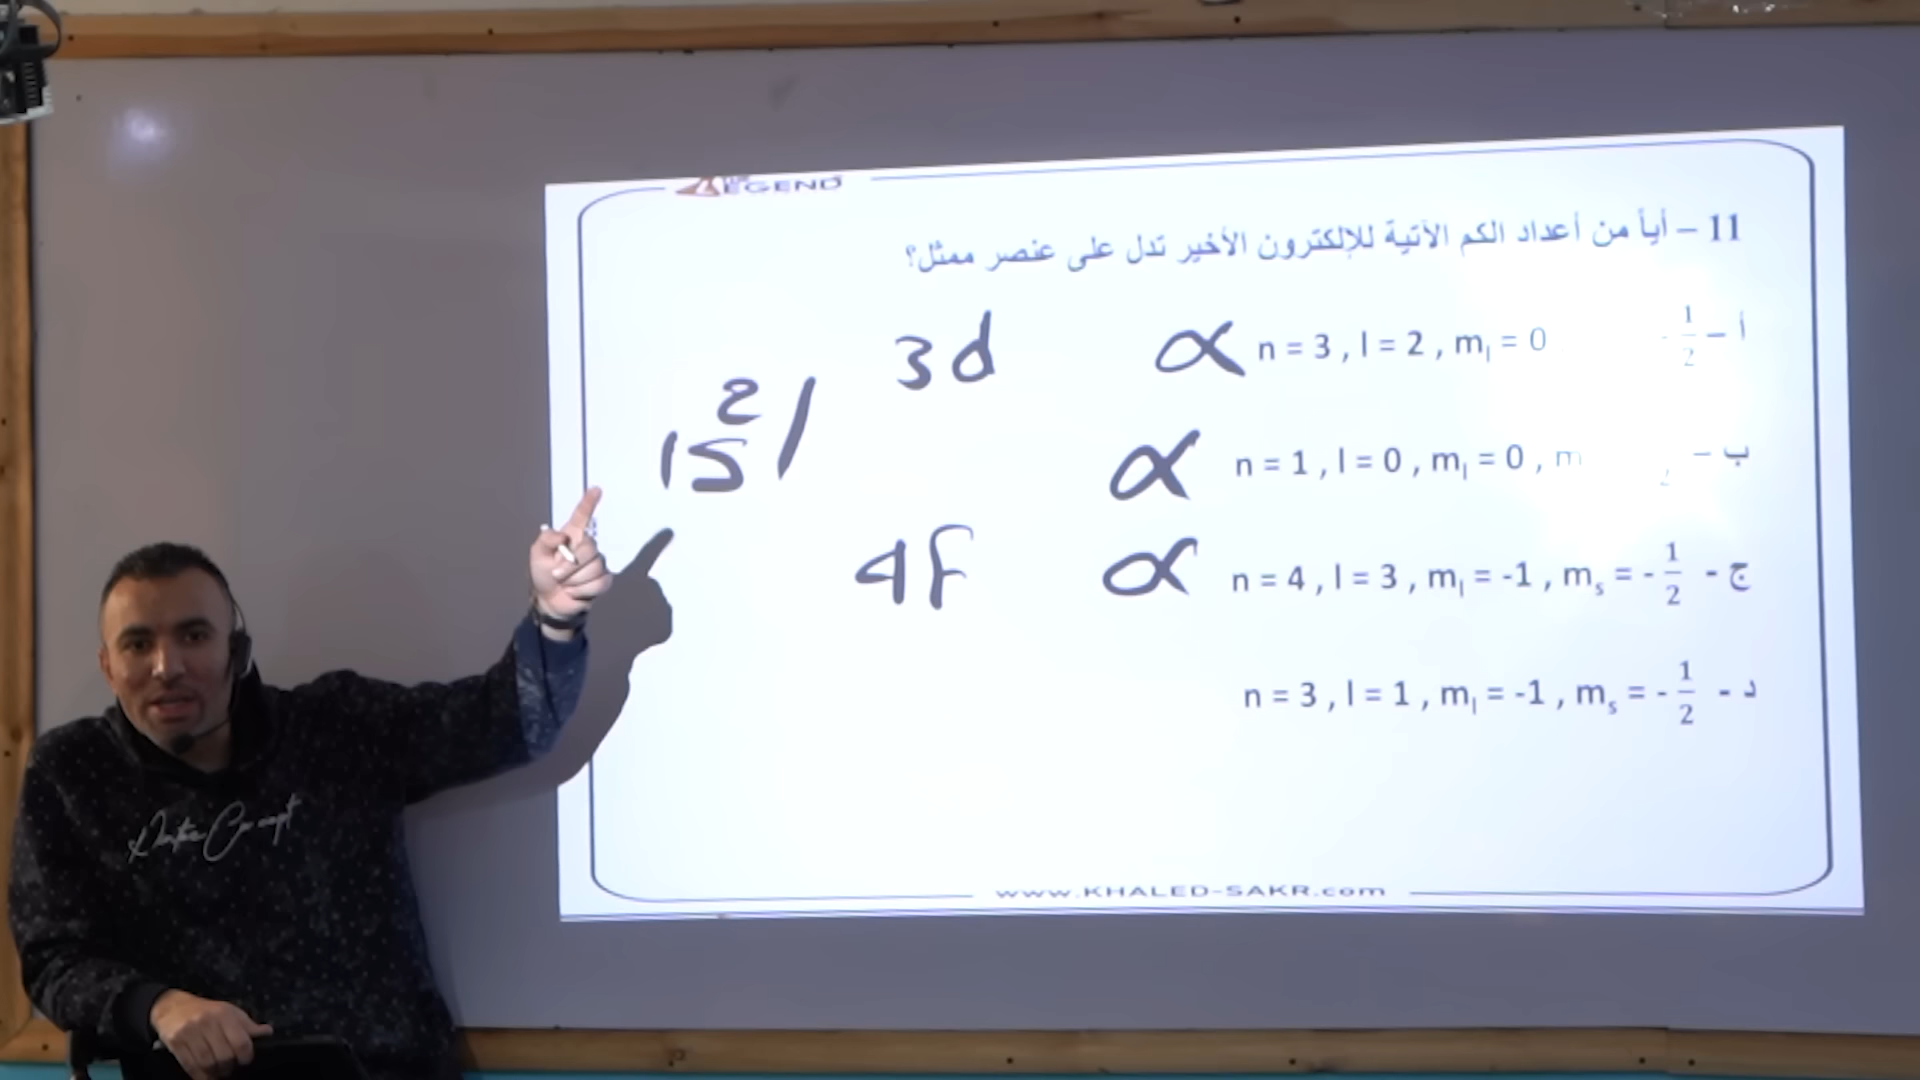 LEGEND
11 – أياً من أعداد الكم الآتية للإلكترون الأخير تدل على عنصر ممثل؟
3d α n = 3 , l = 2 , mₗ = 0 1/2 – أ
1s² /
α n = 1 , l = 0 , mₗ = 0 , m – ب
4f α n = 4 , l = 3 , mₗ = -1 , mₛ = - 1/2 - ج
n = 3 , l = 1 , mₗ = -1 , mₛ = - 1/2 - د
www.KHALED-SAKR.com